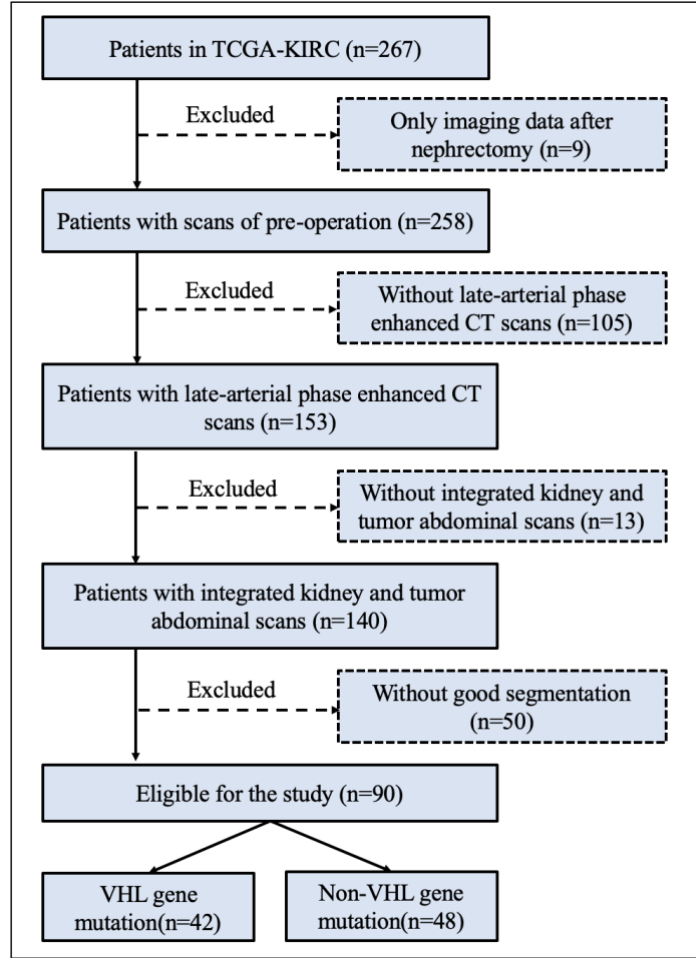 Patients in TCGA-KIRC (n=267)
Excluded
Only imaging data after
nephrectomy (n=9)
Patients with scans of pre-operation (n=258)
Excluded
Without late-arterial phase
enhanced CT scans (n=105)
Patients with late-arterial phase enhanced CT
scans (n=153)
Excluded
Without integrated kidney and
tumor abdominal scans (n=13)
Patients with integrated kidney and tumor
abdominal scans (n=140)
Excluded
Without good segmentation
(n=50)
Eligible for the study (n=90)
VHL gene
mutation(n=42)
Non-VHL gene
mutation(n=48)